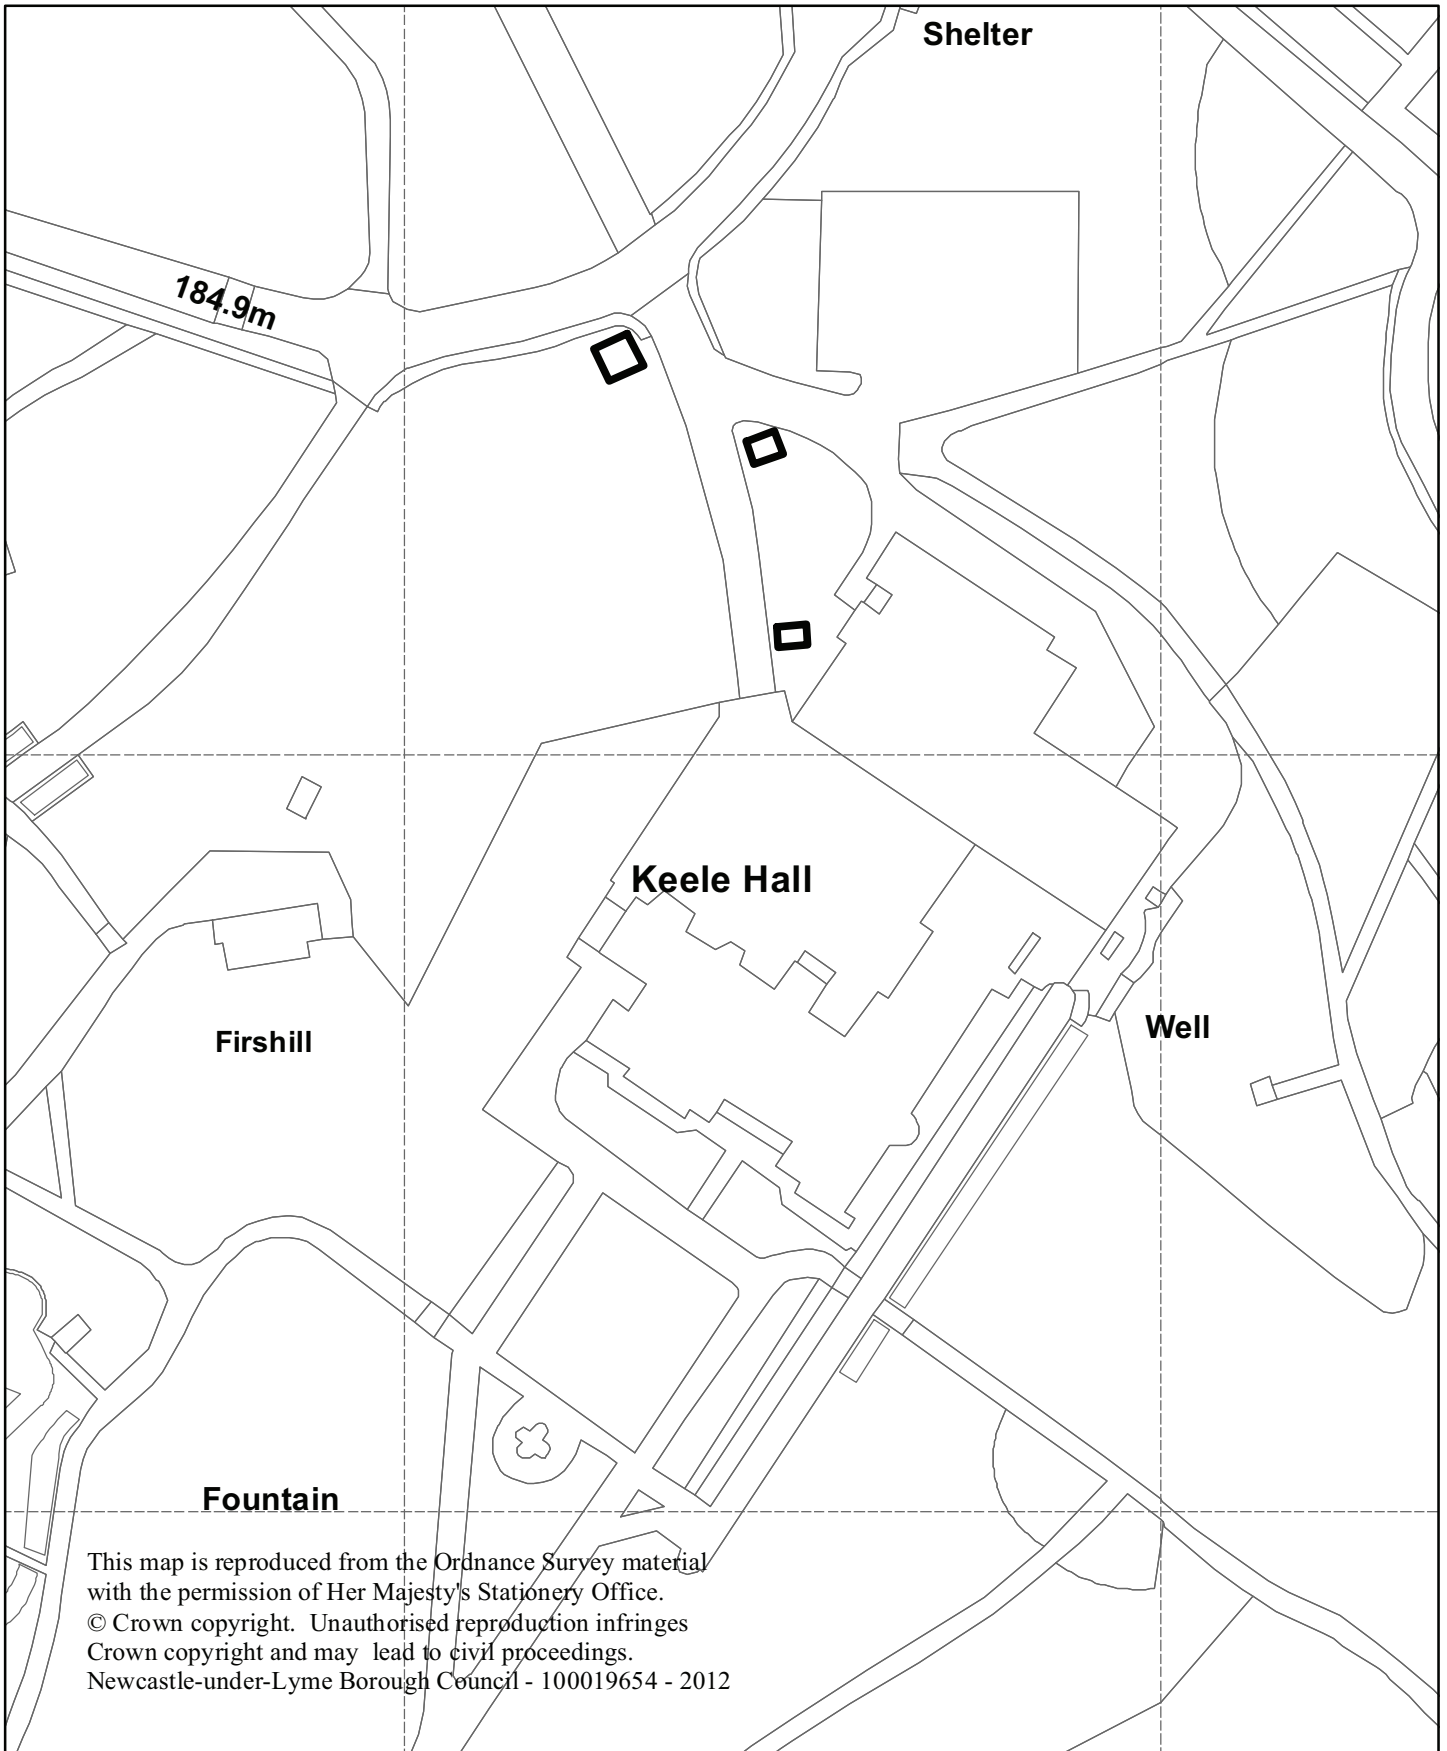 Shelter
184.9m
Keele Hall
Firshill
Well
Fountain
This map is reproduced from the Ordnance Survey material
with the permission of Her Majesty's Stationery Office.
© Crown copyright. Unauthorised reproduction infringes
Crown copyright and may lead to civil proceedings.
Newcastle-under-Lyme Borough Council - 100019654 - 2012